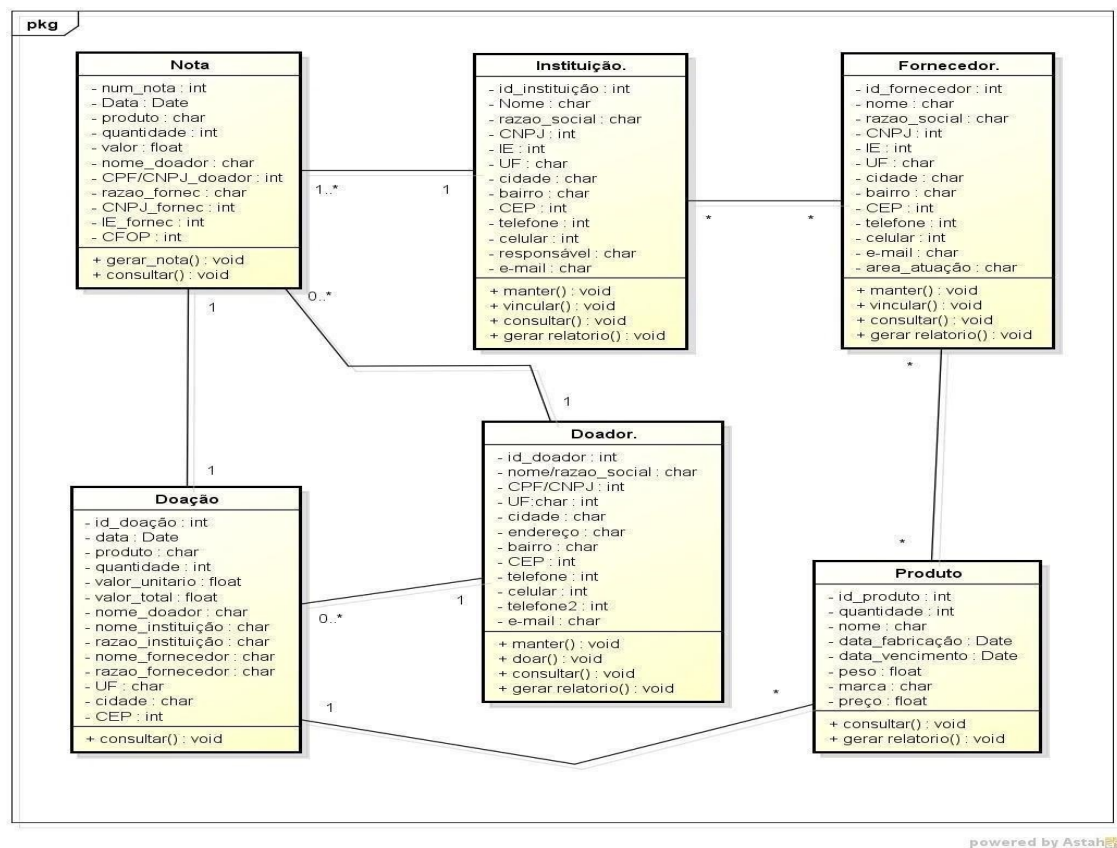 pkg
Nota
- num_nota : int
- Data : Date
- produto : char
- quantidade : int
- valor : float
- nome_doador : char
- CPF/CNPJ_doador : int
- razao_fornec : char
- CNPJ_fornec : int
- IE_fornec : int
- CFOP : int
+ gerar_nota() : void
+ consultar() : void
1..*
1
Instituição.
- id_instituição : int
- Nome : char
- razao_social : char
- CNPJ : int
- IE : int
- UF : char
- cidade : char
- bairro : char
- CEP : int
- telefone : int
- celular : int
- responsável : char
- e-mail : char
+ manter() : void
+ vincular() : void
+ consultar() : void
+ gerar relatorio() : void
*
*
Fornecedor.
- id_fornecedor : int
- nome : char
- razao_social : char
- CNPJ : int
- IE : int
- UF : char
- cidade : char
- bairro : char
- CEP : int
- telefone : int
- celular : int
- e-mail : char
- area_atuação : char
+ manter() : void
+ vincular() : void
+ consultar() : void
+ gerar relatorio() : void
1
0..*
1
1
*
*
Doação
- id_doação : int
- data : Date
- produto : char
- quantidade : int
- valor_unitario : float
- valor_total : float
- nome_doador : char
- nome_instituição : char
- razao_instituição : char
- nome_fornecedor : char
- razao_fornecedor : char
- UF : char
- cidade : char
- CEP : int
+ consultar() : void
0..*
1
1
*
Doador.
- id_doador : int
- nome/razao_social : char
- CPF/CNPJ : int
- UF:char : int
- cidade : char
- endereço : char
- bairro : char
- CEP : int
- telefone : int
- celular : int
- telefone2 : int
- e-mail : char
+ manter() : void
+ doar() : void
+ consultar() : void
+ gerar relatorio() : void
Produto
- id_produto : int
- quantidade : int
- nome : char
- data_fabricação : Date
- data_vencimento : Date
- peso : float
- marca : char
- preço : float
+ consultar() : void
+ gerar relatorio() : void
powered by Astah